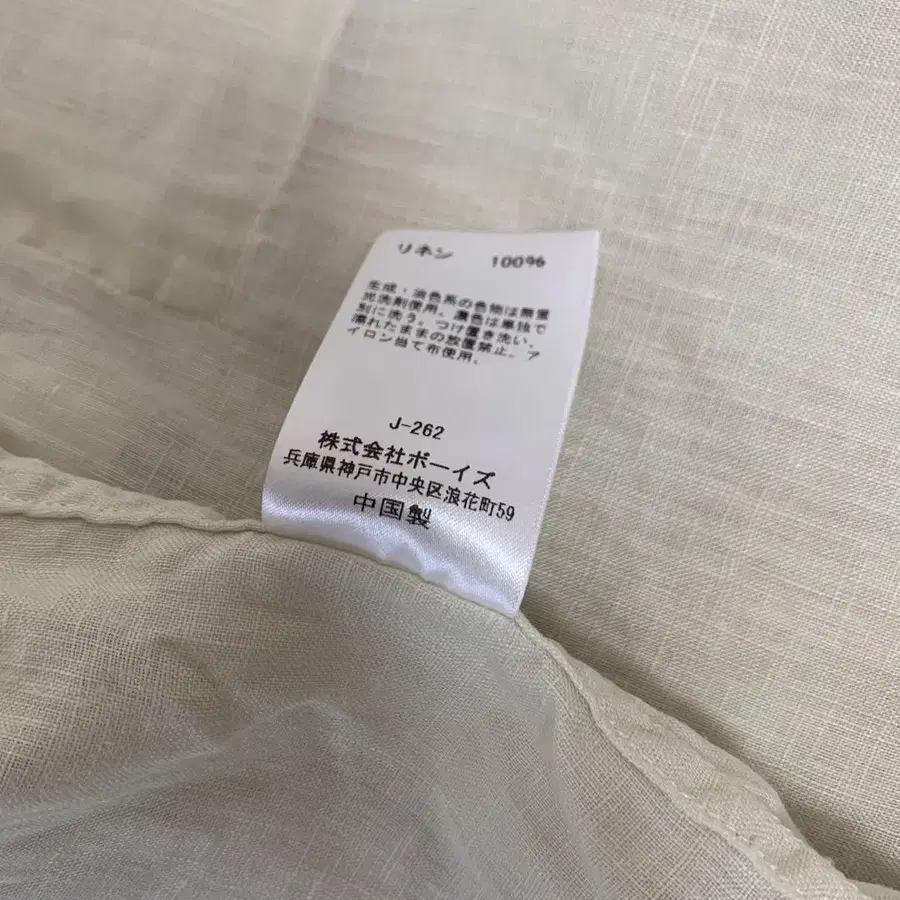 リネン 100%
生成・淡色系の色物は無蛍
光洗剤使用。濃色は単独で
別に洗う。つけ置き洗い、
濡れたままの放置禁止。ア
イロン当て布使用。
J-262
株式会社ボーイズ
兵庫県神戸市中央区浪花町59
中国製